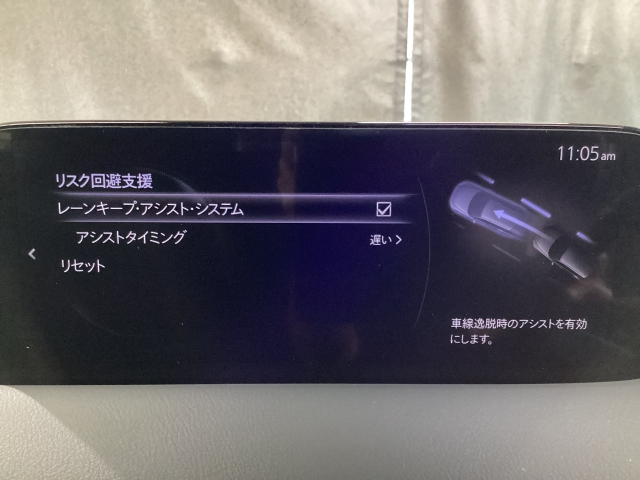 11:05am
リスク回避支援
レーンキープ・アシスト・システム
アシストタイミング 遅い
リセット
車線逸脱時のアシストを有効
にします。